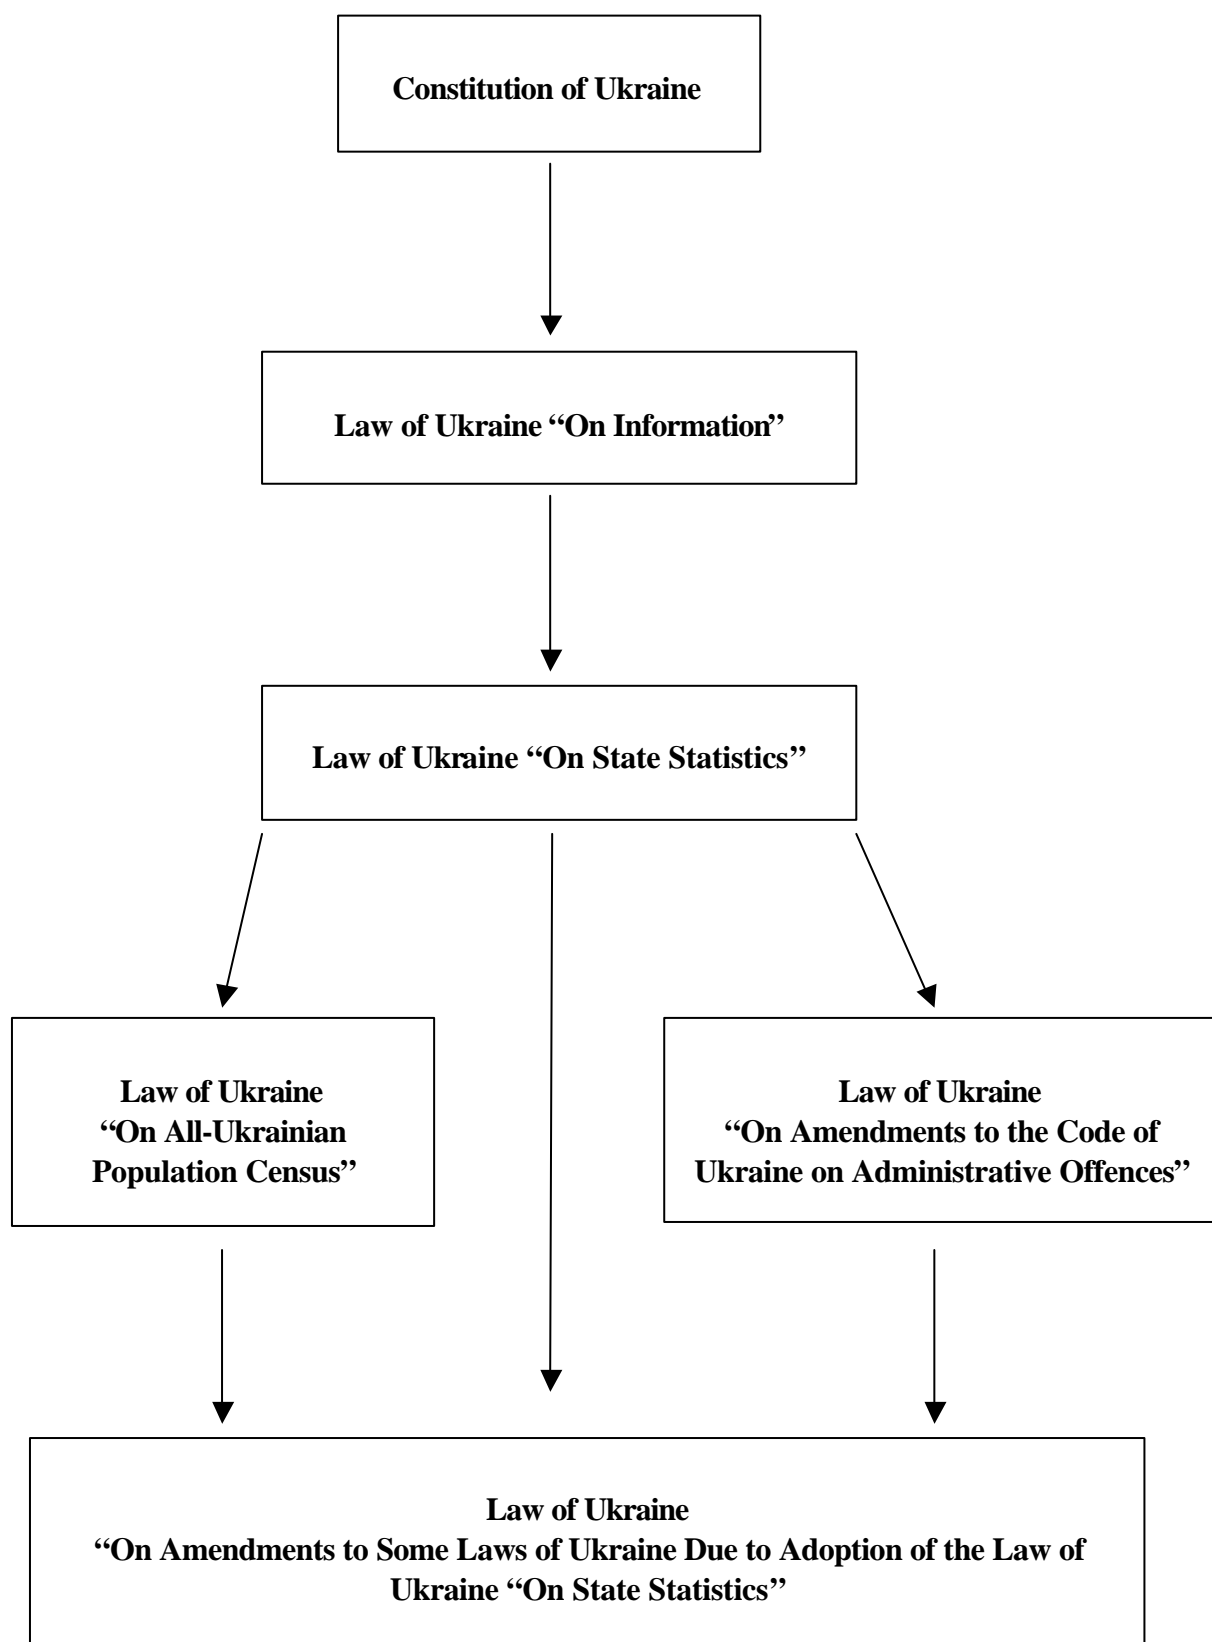 Constitution of Ukraine
Law of Ukraine “On Information”
Law of Ukraine “On State Statistics”
Law of Ukraine
“On All-Ukrainian
Population Census”
Law of Ukraine
“On Amendments to the Code of
Ukraine on Administrative Offences”
Law of Ukraine
“On Amendments to Some Laws of Ukraine Due to Adoption of the Law of
Ukraine “On State Statistics”